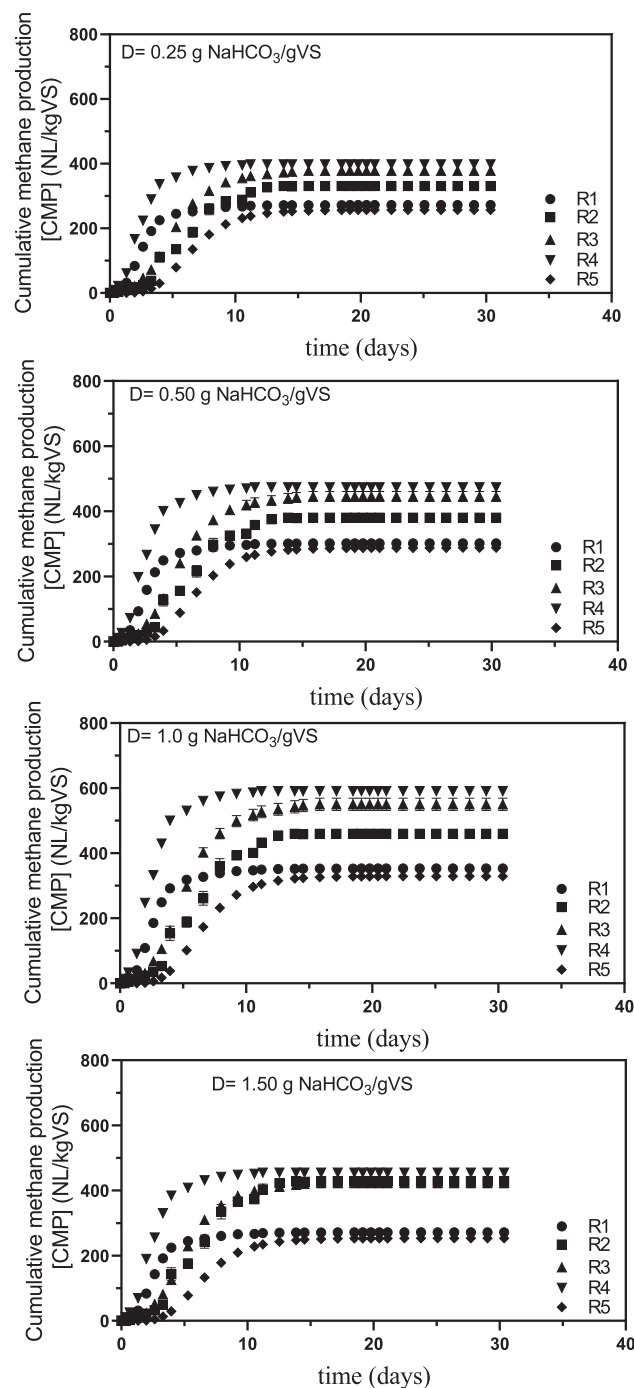 D= 0.25 g NaHCO₃/gVS
Cumulative methane production
[CMP] (NL/kgVS)
800
600
400
200
0
R1
R2
R3
R4
R5
0 10 20 30 40
time (days)
D= 0.50 g NaHCO₃/gVS
Cumulative methane production
[CMP] (NL/kgVS)
800
600
400
200
0
R1
R2
R3
R4
R5
0 10 20 30 40
time (days)
D= 1.0 g NaHCO₃/gVS
Cumulative methane production
[CMP] (NL/kgVS)
800
600
400
200
0
R1
R2
R3
R4
R5
0 10 20 30 40
time (days)
D= 1.50 g NaHCO₃/gVS
Cumulative methane production
[CMP] (NL/kgVS)
800
600
400
200
0
R1
R2
R3
R4
R5
0 10 20 30 40
time (days)